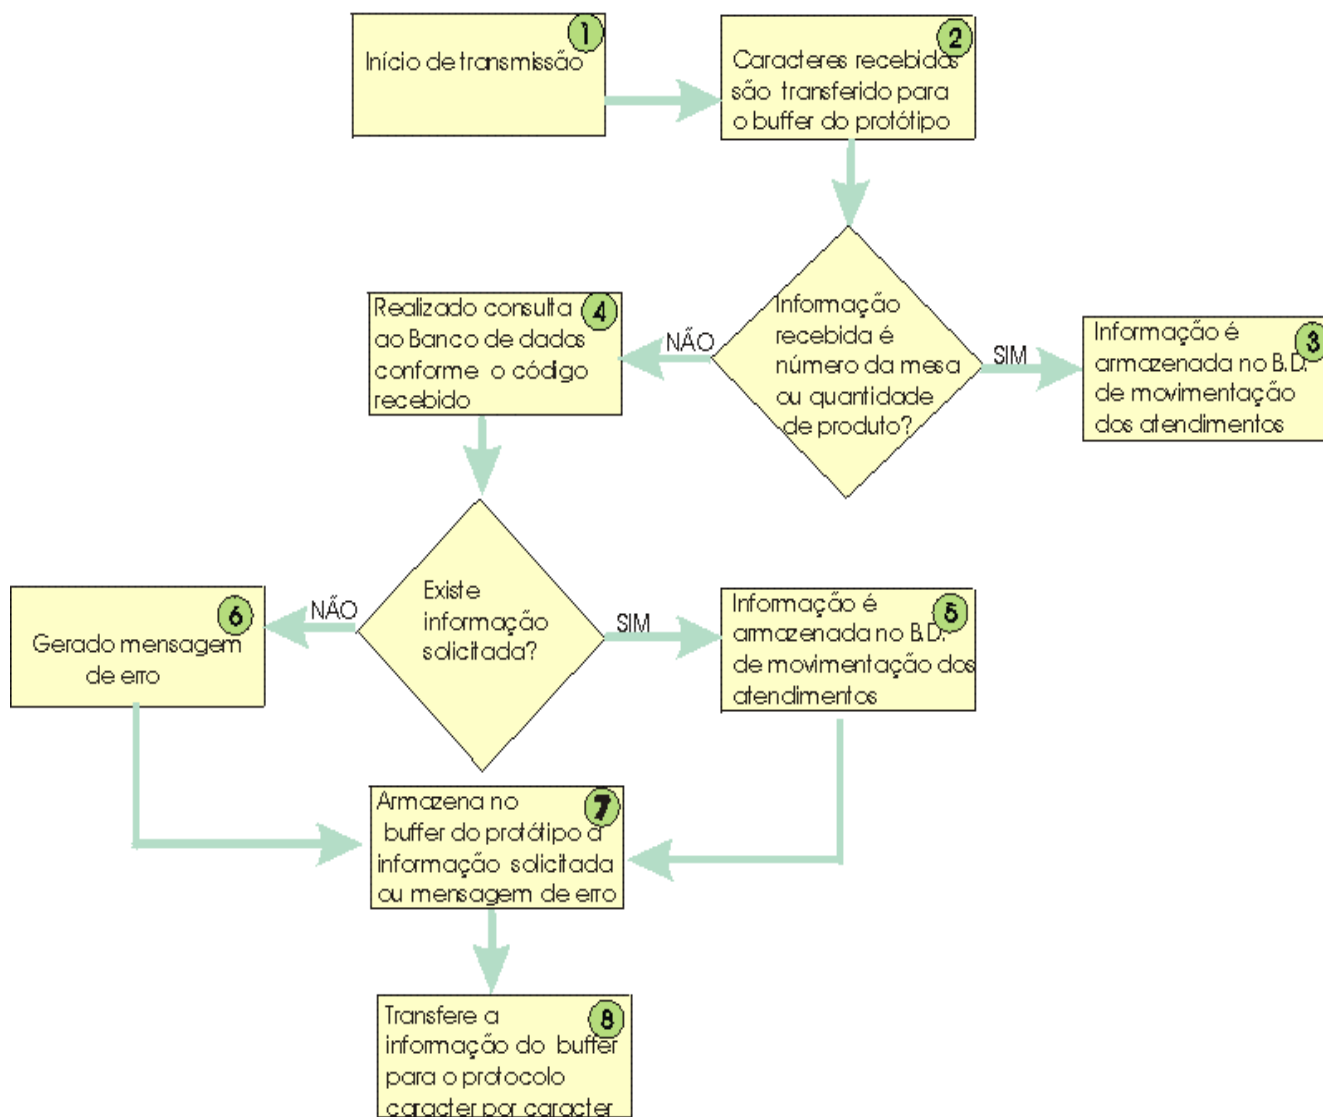 1
Início de transmissão
2
Caracteres recebidos
são transferido para
o buffer do protótipo
Informação
recebida é
número da mesa
ou quantidade
de produto?
SIM
3
Informação é
armazenada no B.D.
de movimentação
dos atendimentos
NÃO
4
Realizado consulta
ao Banco de dados
conforme o código
recebido
Existe
informação
solicitada?
SIM
5
Informação é
armazenada no B.D.
de movimentação dos
atendimentos
NÃO
6
Gerado mensagem
de erro
7
Armazena no
buffer do protótipo a
informação solicitada
ou mensagem de erro
8
Transfere a
informação do buffer
para o protocolo
caracter por caracter